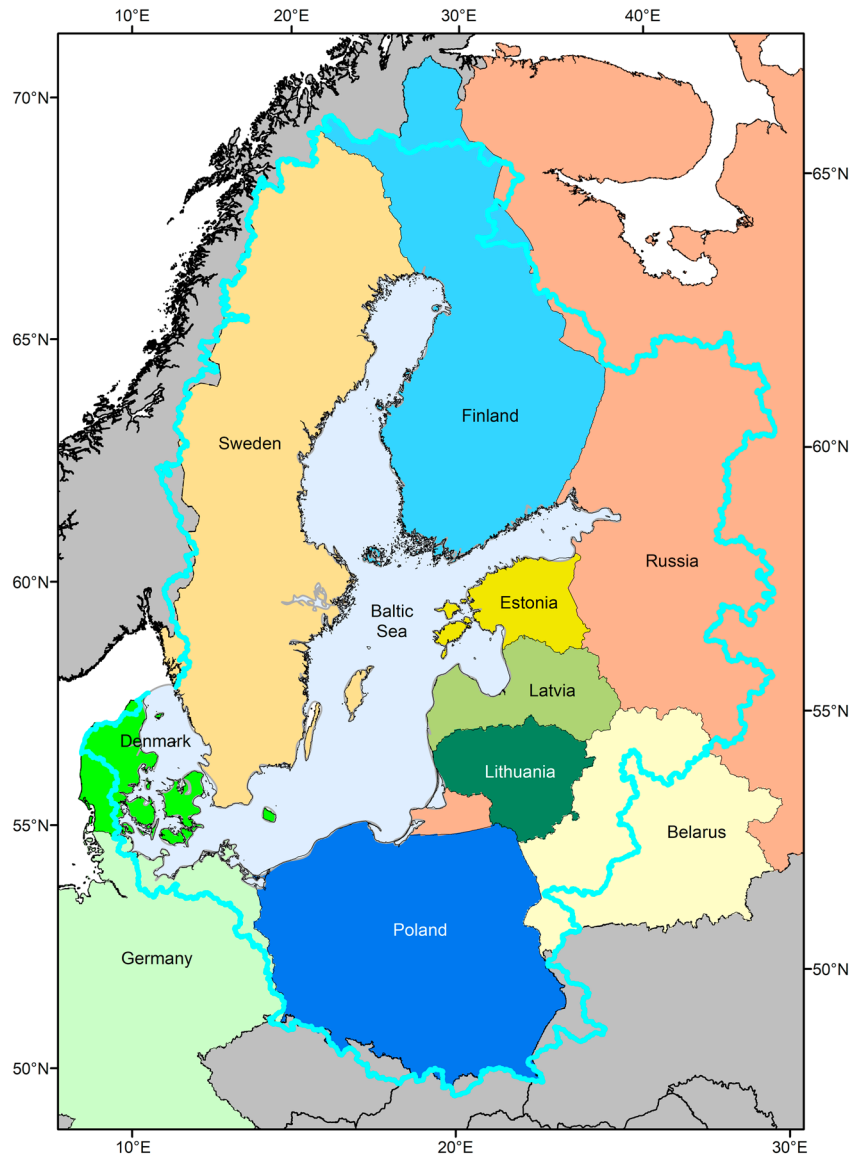 10°E 20°E 30°E 40°E
70°N
65°N
65°N
Finland
Sweden
60°N
Russia
60°N
Estonia
Baltic
Sea
Latvia
55°N
Denmark
Lithuania
55°N
Belarus
Poland
Germany
50°N
50°N
10°E 20°E 30°E